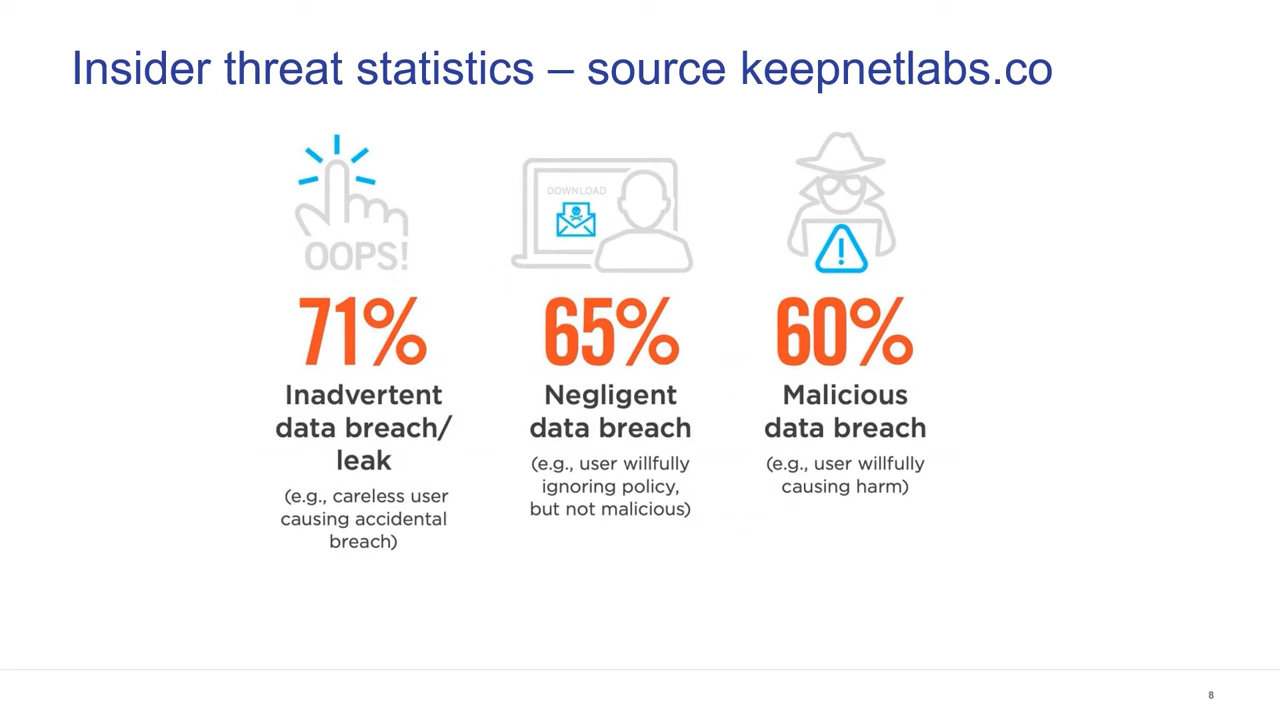 Insider threat statistics – source keepnetlabs.co
OOPS!
71%
Inadvertent
data breach/
leak
(e.g., careless user
causing accidental
breach)
DOWNLOAD
65%
Negligent
data breach
(e.g., user willfully
ignoring policy,
but not malicious)
60%
Malicious
data breach
(e.g., user willfully
causing harm)
8